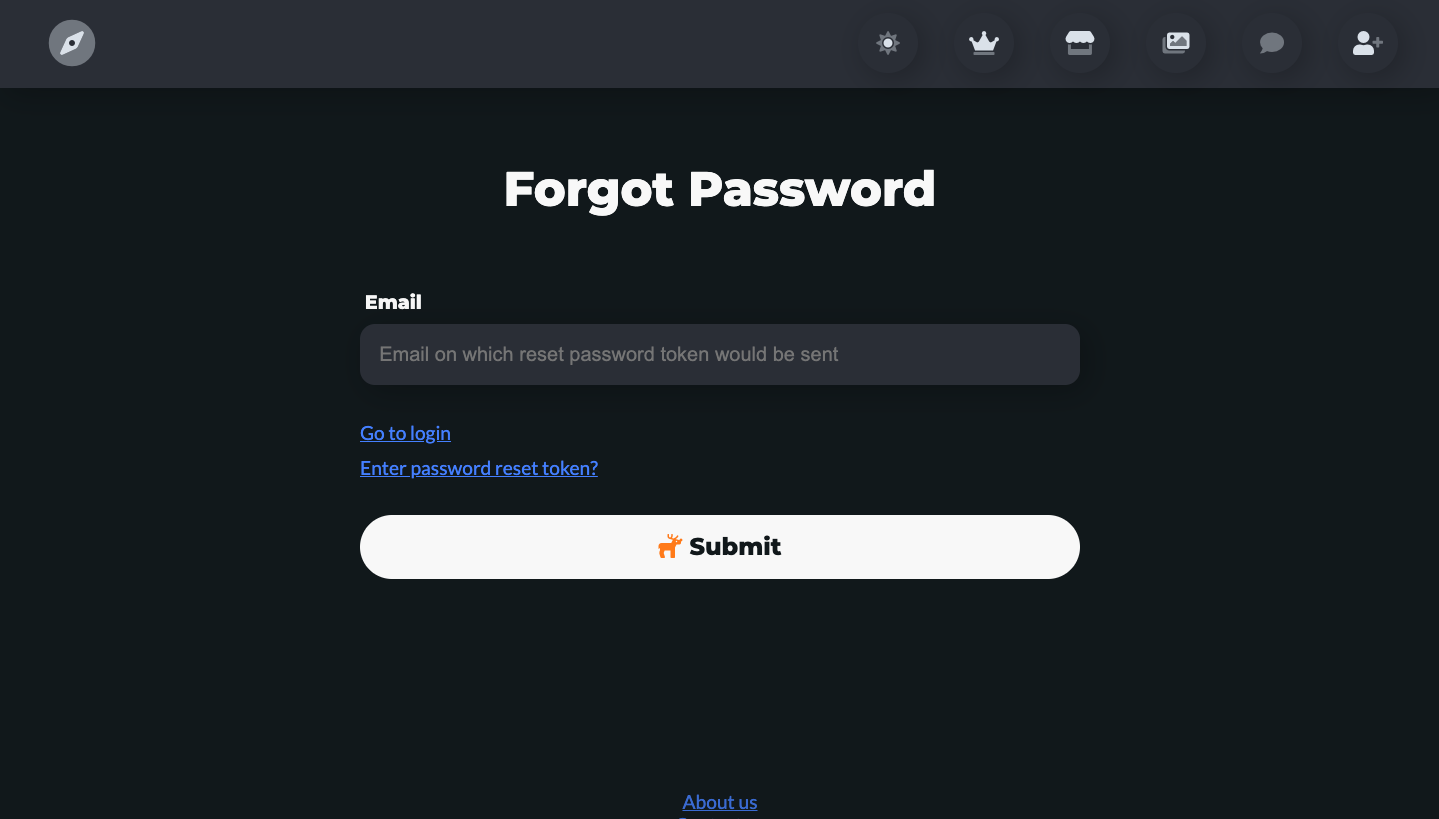 Forgot Password
Email
Email on which reset password token would be sent
Go to login
Enter password reset token?
Submit
About us